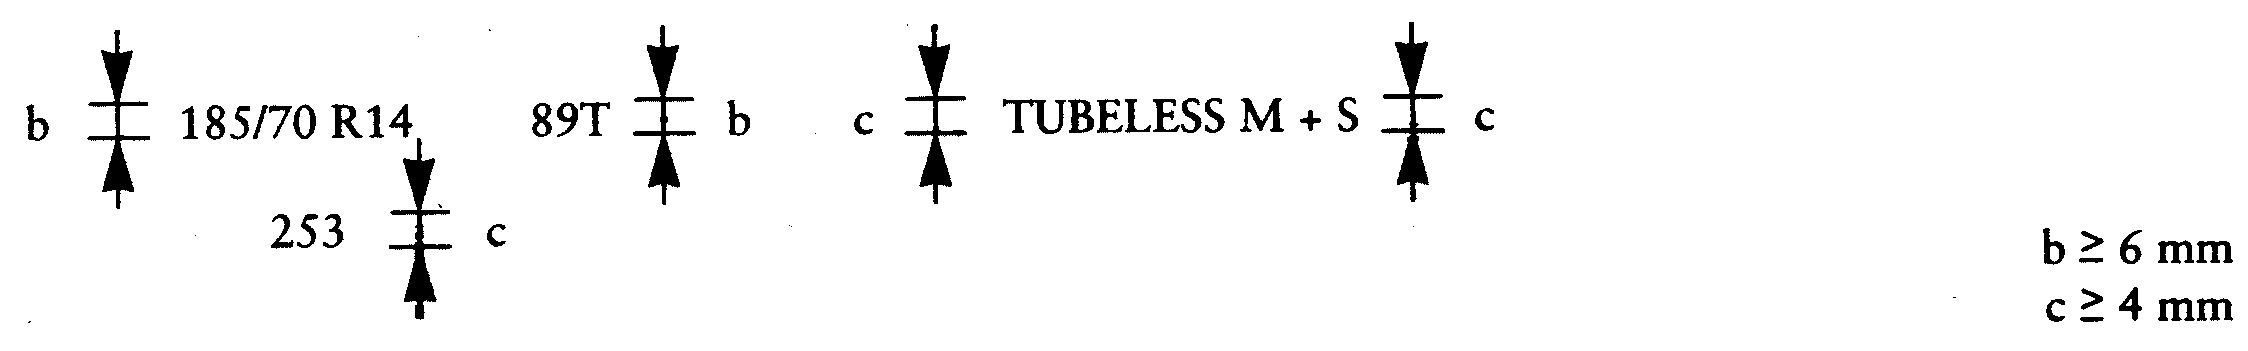 b 185/70 R14 89T b c TUBELESS M + S c
253 c
b ≥ 6 mm
c ≥ 4 mm